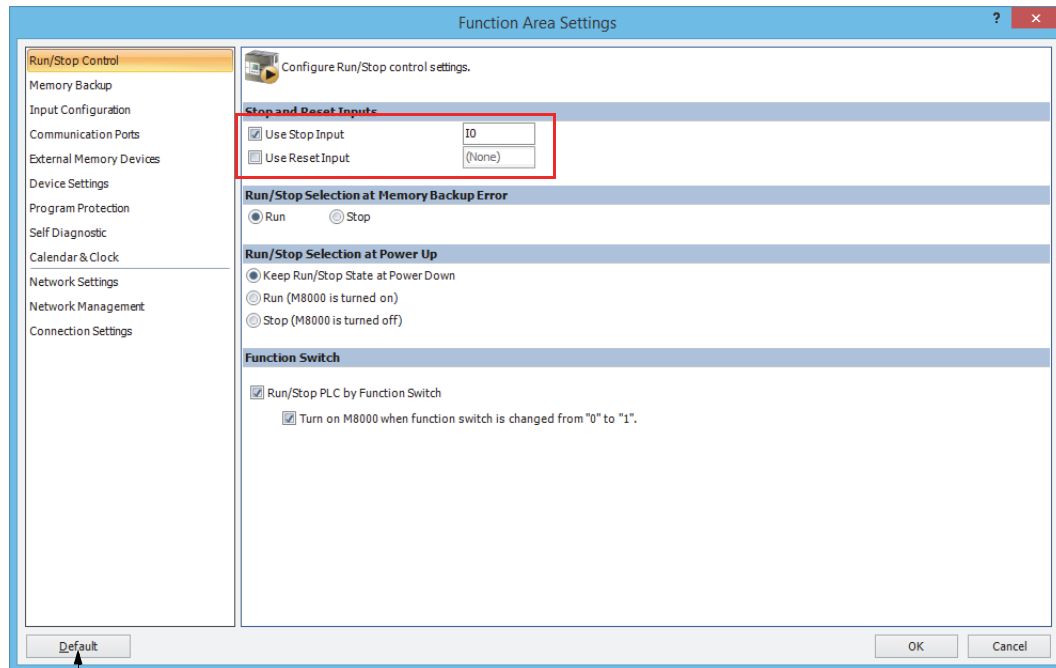 Function Area Settings
?
×
Run/Stop Control
Memory Backup
Input Configuration
Communication Ports
External Memory Devices
Device Settings
Program Protection
Self Diagnostic
Calendar & Clock
Network Settings
Network Management
Connection Settings
Configure Run/Stop control settings.
Stop and Reset Inputs
Use Stop Input I0
Use Reset Input (None)
Run/Stop Selection at Memory Backup Error
Run Stop
Run/Stop Selection at Power Up
Keep Run/Stop State at Power Down
Run (M8000 is turned on)
Stop (M8000 is turned off)
Function Switch
Run/Stop PLC by Function Switch
Turn on M8000 when function switch is changed from "0" to "1".
Default OK Cancel